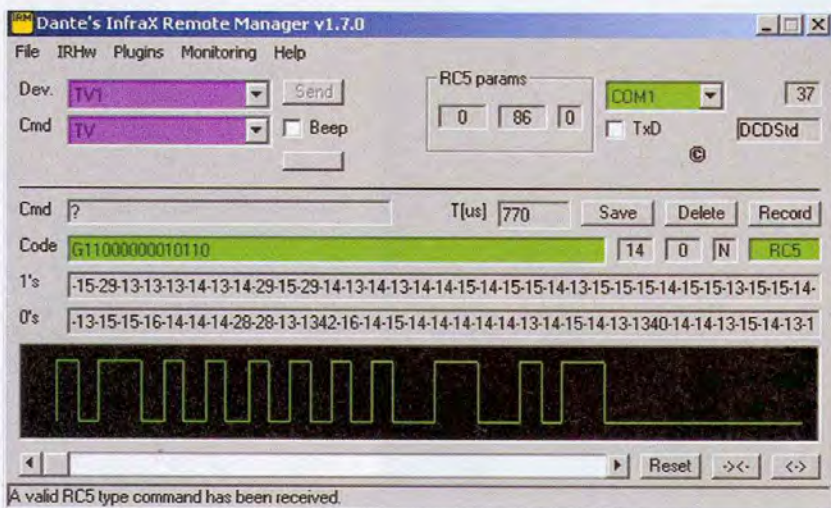 IRM Dante's InfraX Remote Manager v1.7.0
File IRHw Plugins Monitoring Help
Dev. TV1 Send
RC5 params
0 86 0
COM1 37
Cmd TV Beep
TxD DCDStd
©
Cmd ? T[us] 770 Save Delete Record
Code G11000000010110 14 0 N RC5
1's -15-29-13-13-13-14-13-14-29-15-29-14-13-14-13-14-14-15-14-15-15-14-13-15-15-15-14-15-15-13-15-15-14-
0's -13-15-15-16-14-14-14-28-28-13-1342-16-14-15-14-14-14-14-14-13-14-15-14-13-1340-14-14-13-15-14-13-1
Reset -><- <->
A valid RC5 type command has been received.